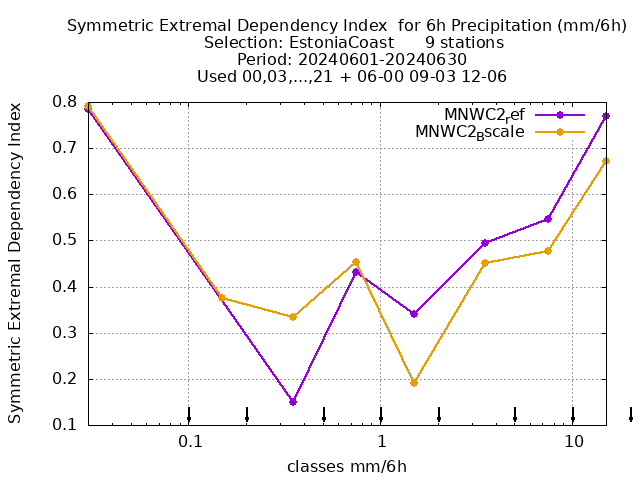 Symmetric Extremal Dependency Index  for 6h Precipitation (mm/6h)
Selection: EstoniaCoast      9 stations
Period: 20240601-20240630
Used 00,03,...,21 + 06-00 09-03 12-06
MNWC2_ref
MNWC2_Bscale
Symmetric Extremal Dependency Index
0.8
0.7
0.6
0.5
0.4
0.3
0.2
0.1
0.1 1 10
classes mm/6h